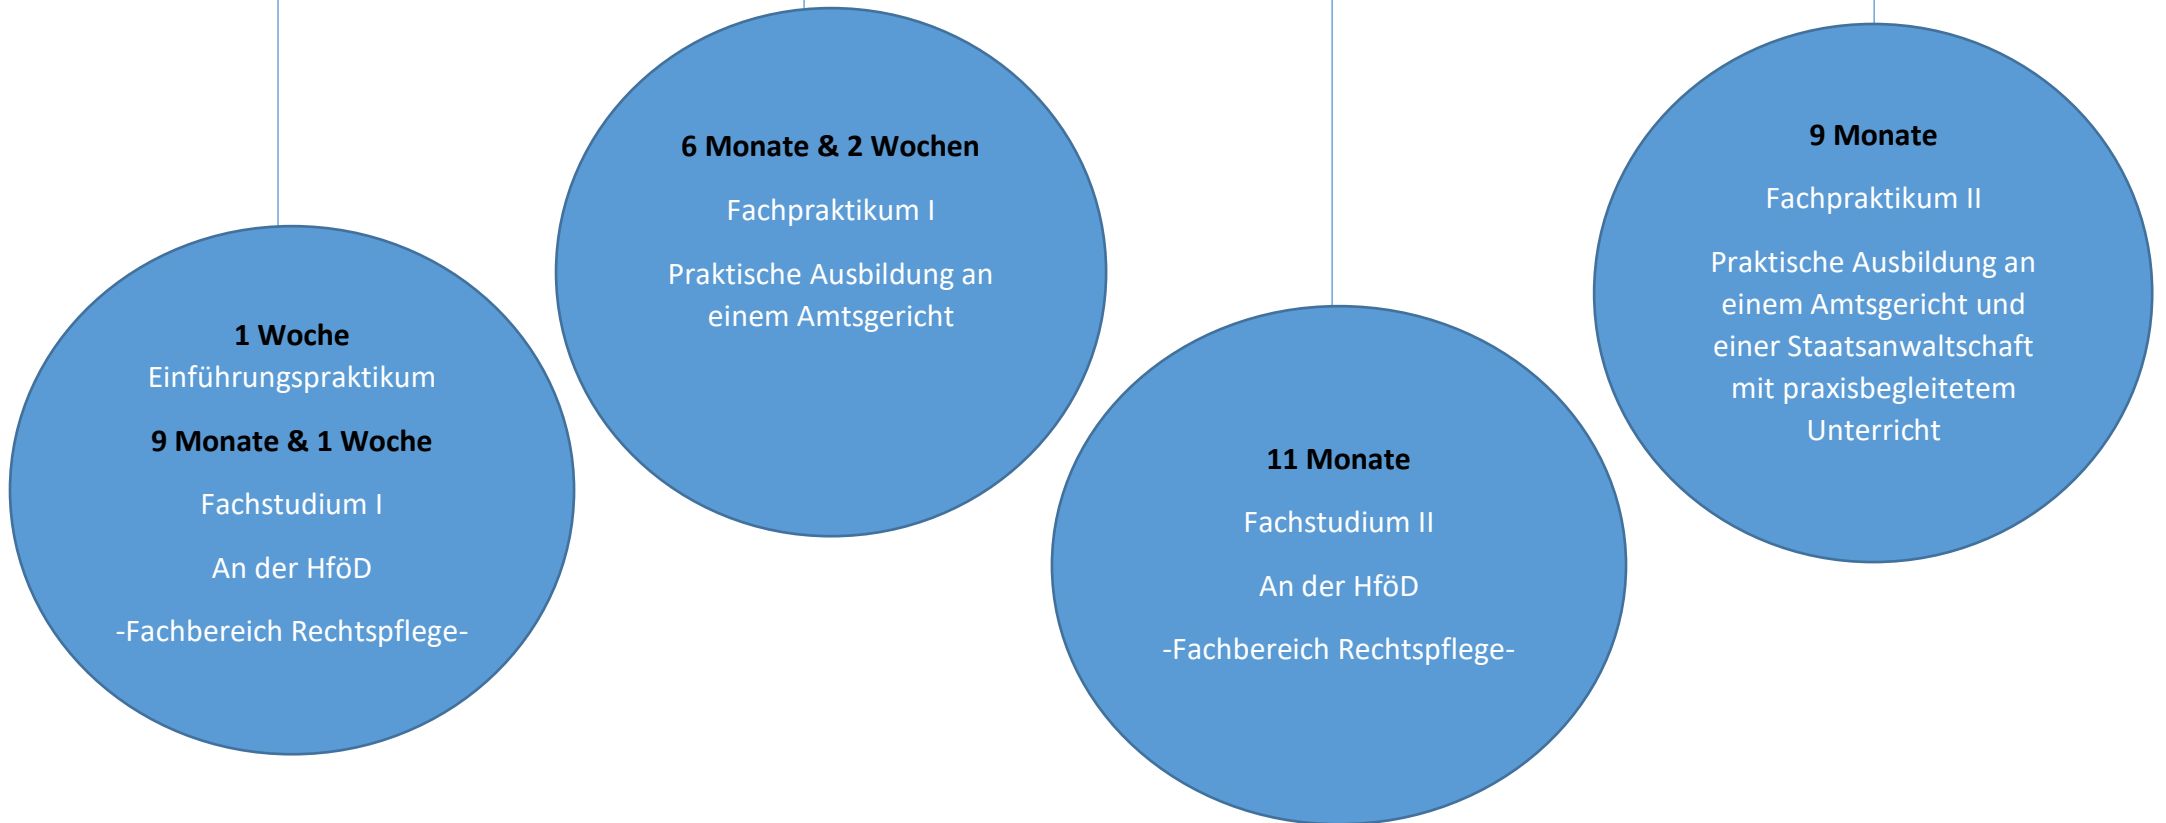 1 Woche
Einführungspraktikum
9 Monate & 1 Woche
Fachstudium I
An der HföD
-Fachbereich Rechtspflege-
6 Monate & 2 Wochen
Fachpraktikum I
Praktische Ausbildung an
einem Amtsgericht
11 Monate
Fachstudium II
An der HföD
-Fachbereich Rechtspflege-
9 Monate
Fachpraktikum II
Praktische Ausbildung an
einem Amtsgericht und
einer Staatsanwaltschaft
mit praxisbegleitetem
Unterricht